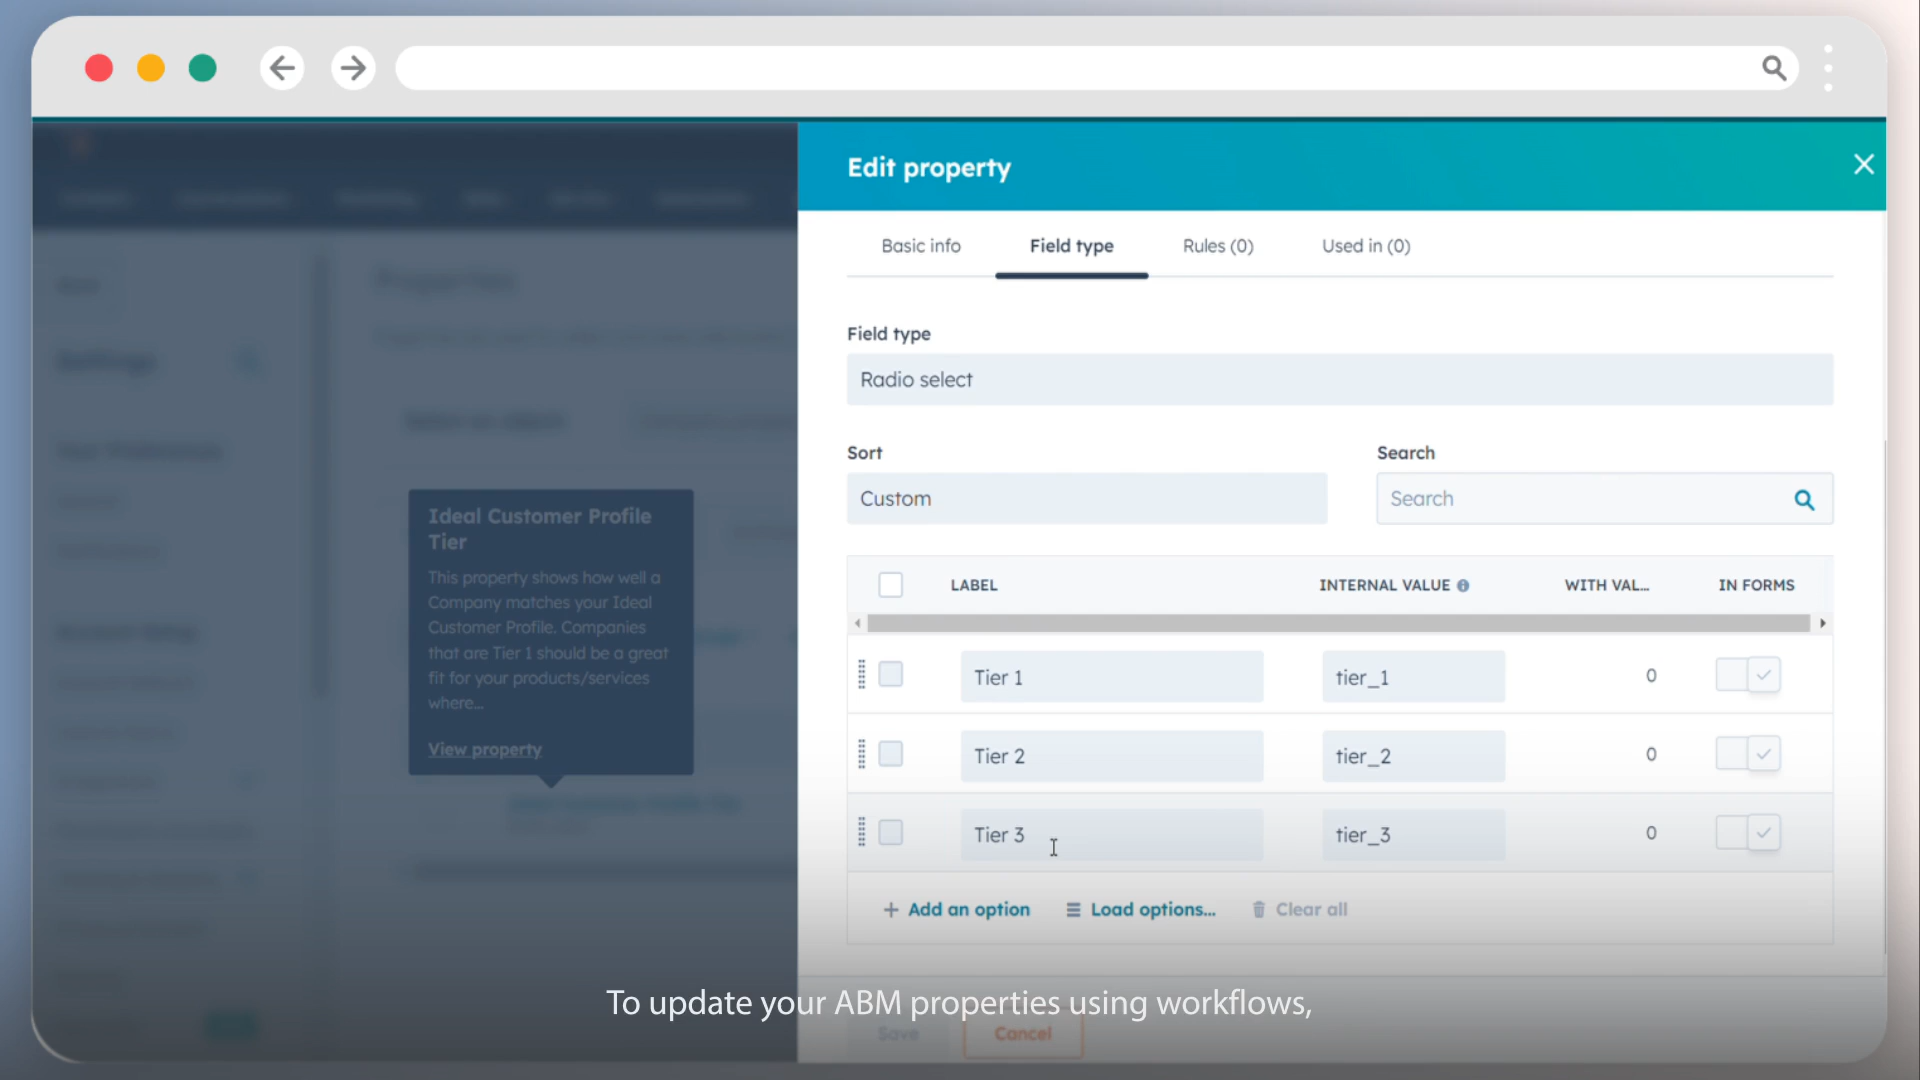 Edit property
Basic info
Field type
Rules (0)
Used in (0)
Field type
Radio select
Sort
Search
Custom
Search
LABEL
INTERNAL VALUE
WITH VAL...
IN FORMS
Tier 1
tier_1
0
Tier 2
tier_2
0
Tier 3
tier_3
0
Add an option
Load options...
Clear all
Save
Cancel
Properties
Settings
Ideal Customer Profile
Tier
This property shows how well a
Company matches your Ideal
Customer Profile. Companies
that are Tier 1 should be a great
fit for your products/services
where...
View property
To update your ABM properties using workflows,